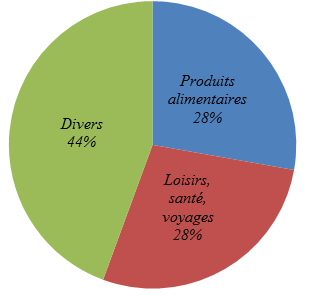 Produits
alimentaires
28%
Divers
44%
Loisirs,
santé,
voyages
28%